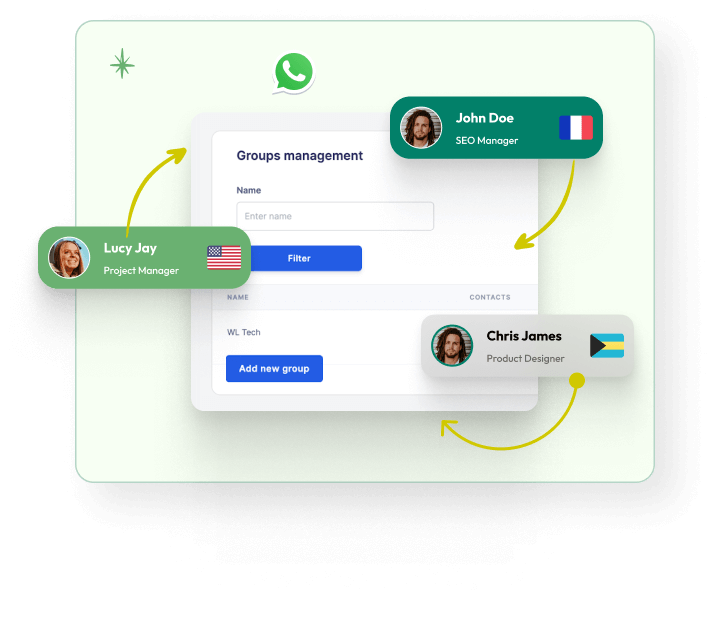 John Doe
SEO Manager
Groups management
Name
Enter name
Lucy Jay
Project Manager
Filter
NAME
CONTACTS
WL Tech
Chris James
Product Designer
Add new group